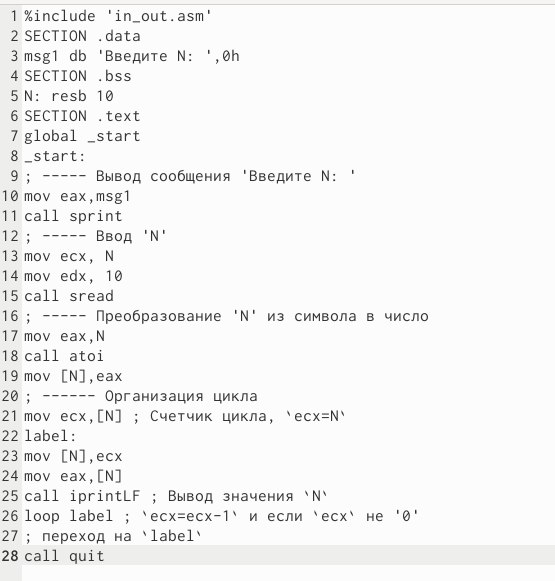 1 %include 'in_out.asm'
2 SECTION .data
3 msg1 db 'Введите N: ',0h
4 SECTION .bss
5 N: resb 10
6 SECTION .text
7 global _start
8 _start:
9 ; ----- Вывод сообщения 'Введите N: '
10 mov eax,msg1
11 call sprint
12 ; ----- Ввод 'N'
13 mov ecx, N
14 mov edx, 10
15 call sread
16 ; ----- Преобразование 'N' из символа в число
17 mov eax,N
18 call atoi
19 mov [N],eax
20 ; ------ Организация цикла
21 mov ecx,[N] ; Счетчик цикла, `ecx=N`
22 label:
23 mov [N],ecx
24 mov eax,[N]
25 call iprintLF ; Вывод значения `N`
26 loop label ; `ecx=ecx-1` и если `ecx` не '0'
27 ; переход на `label`
28 call quit